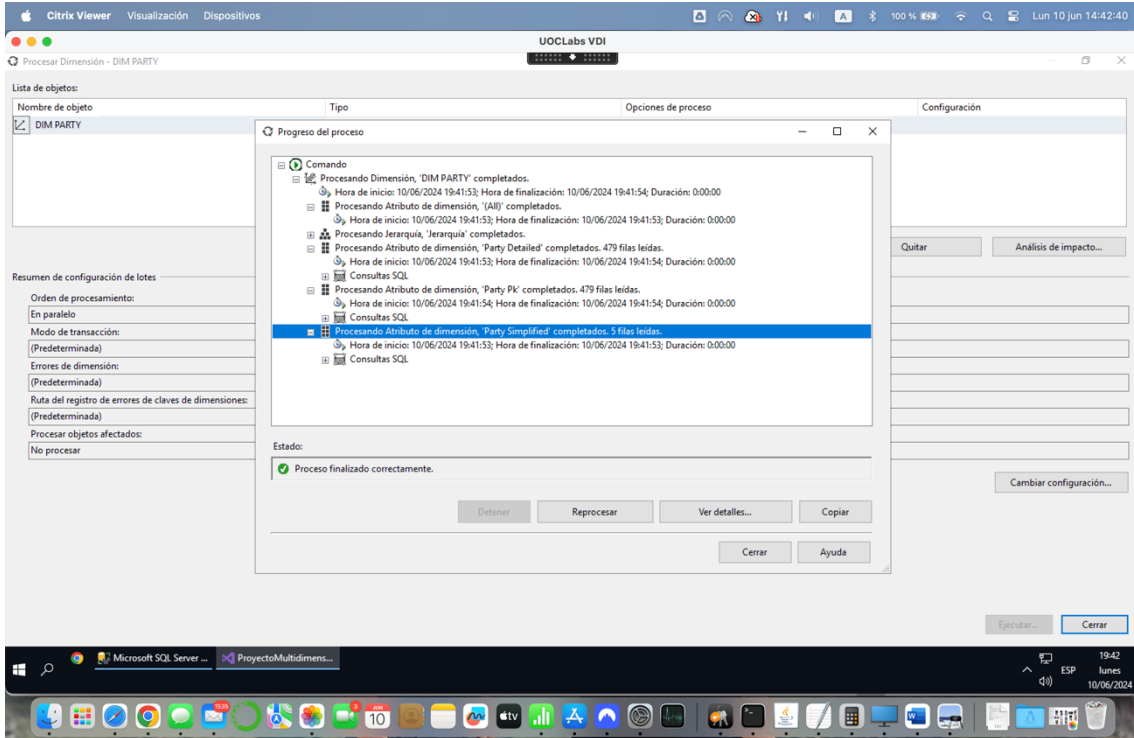 Citrix Viewer Visualización Dispositivos A 100 % Lun 10 jun 14:42:40
UOCLabs VDI
Procesar Dimensión - DIM PARTY
Lista de objetos:
Nombre de objeto Tipo Opciones de proceso Configuración
DIM PARTY
Progreso del proceso
Comando
Procesando Dimensión, 'DIM PARTY' completados.
Hora de inicio: 10/06/2024 19:41:53; Hora de finalización: 10/06/2024 19:41:54; Duración: 0:00:00
Procesando Atributo de dimensión, '(All)' completados.
Hora de inicio: 10/06/2024 19:41:53; Hora de finalización: 10/06/2024 19:41:53; Duración: 0:00:00
Procesando Jerarquía, 'Jerarquía' completados.
Procesando Atributo de dimensión, 'Party Detailed' completados. 479 filas leídas.
Hora de inicio: 10/06/2024 19:41:53; Hora de finalización: 10/06/2024 19:41:54; Duración: 0:00:00
Consultas SQL
Procesando Atributo de dimensión, 'Party Pk' completados. 479 filas leídas.
Hora de inicio: 10/06/2024 19:41:54; Hora de finalización: 10/06/2024 19:41:54; Duración: 0:00:00
Consultas SQL
Procesando Atributo de dimensión, 'Party Simplified' completados. 5 filas leídas.
Hora de inicio: 10/06/2024 19:41:53; Hora de finalización: 10/06/2024 19:41:53; Duración: 0:00:00
Consultas SQL
Quitar Análisis de impacto...
Resumen de configuración de lotes
Orden de procesamiento:
En paralelo
Modo de transacción:
(Predeterminada)
Errores de dimensión:
(Predeterminada)
Ruta del registro de errores de claves de dimensiones:
(Predeterminada)
Procesar objetos afectados:
No procesar
Estado:
Proceso finalizado correctamente.
Cambiar configuración...
Detener Reprocesar Ver detalles... Copiar
Cerrar Ayuda
Ejecutar... Cerrar
Microsoft SQL Server ... ProyectoMultidimens...
ESP
19:42
lunes
10/06/2024
1535
3
JUN
10
tv